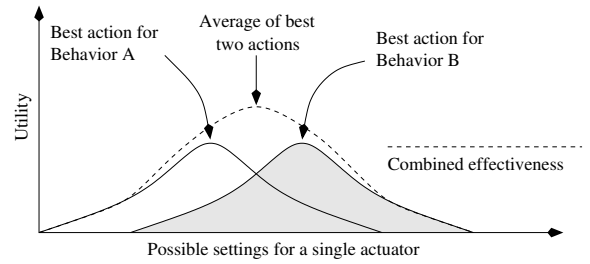 Best action for
Behavior A
Average of best
two actions
Best action for
Behavior B
Utility
Combined effectiveness
Possible settings for a single actuator